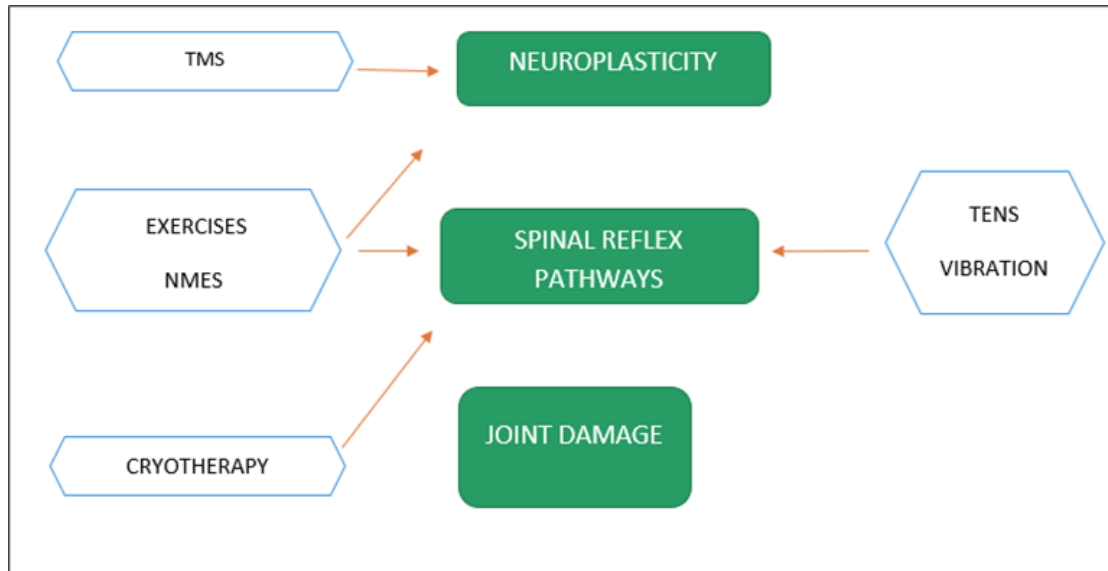 TMS
NEUROPLASTICITY
EXERCISES
NMES
SPINAL REFLEX
PATHWAYS
TENS
VIBRATION
JOINT DAMAGE
CRYOTHERAPY